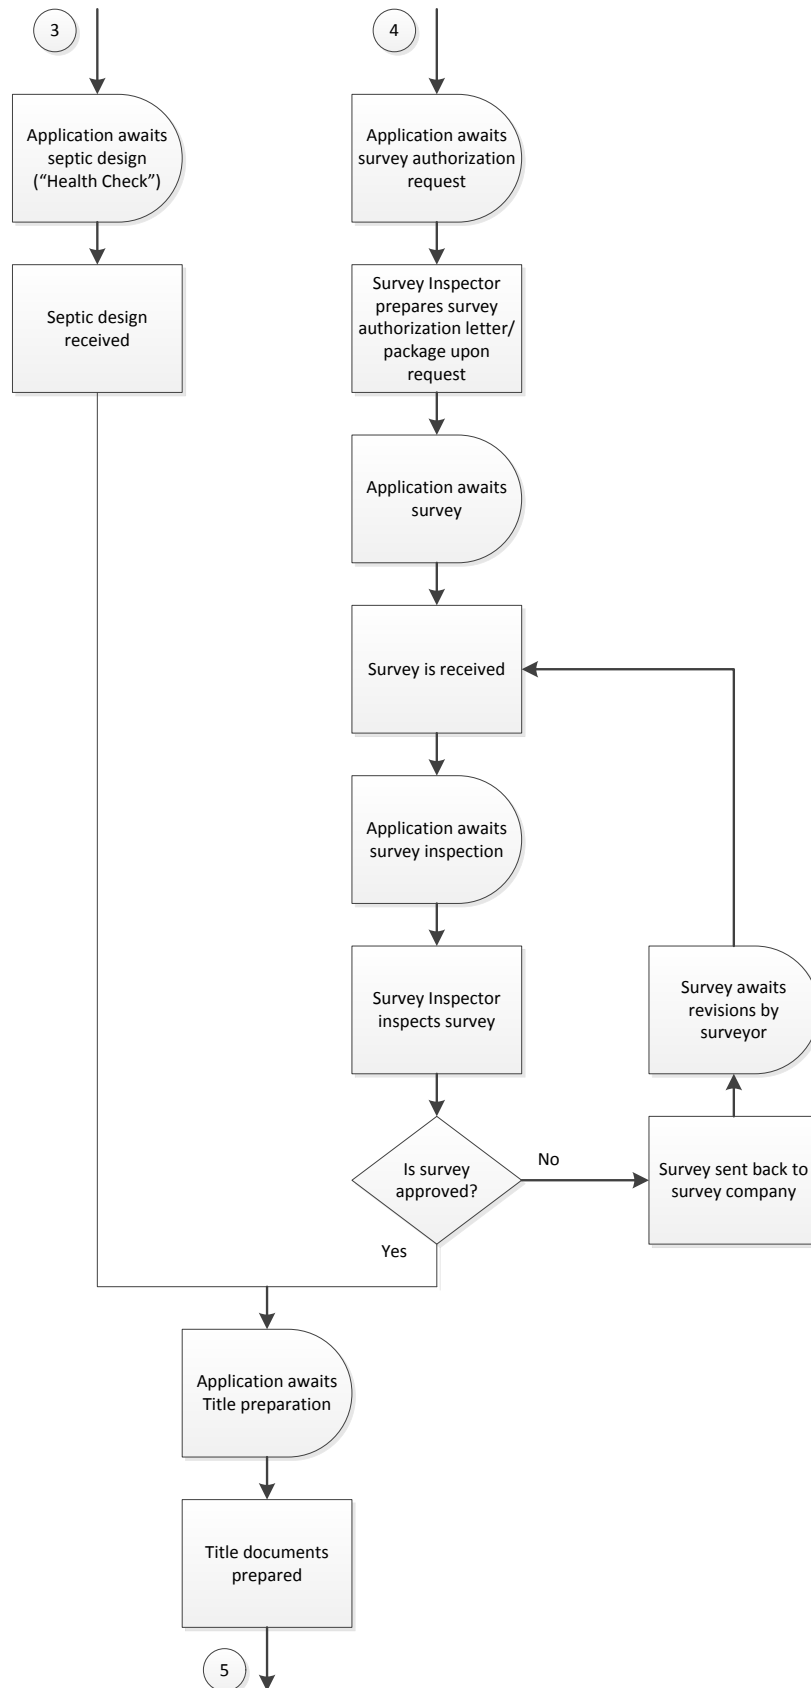 3
4
Application awaits
septic design
(“Health Check”)
Application awaits
survey authorization
request
Septic design
received
Survey Inspector
prepares survey
authorization letter/
package upon
request
Application awaits
survey
Survey is received
Application awaits
survey inspection
Survey Inspector
inspects survey
Survey awaits
revisions by
surveyor
Is survey
approved?
No
Survey sent back to
survey company
Yes
Application awaits
Title preparation
Title documents
prepared
5